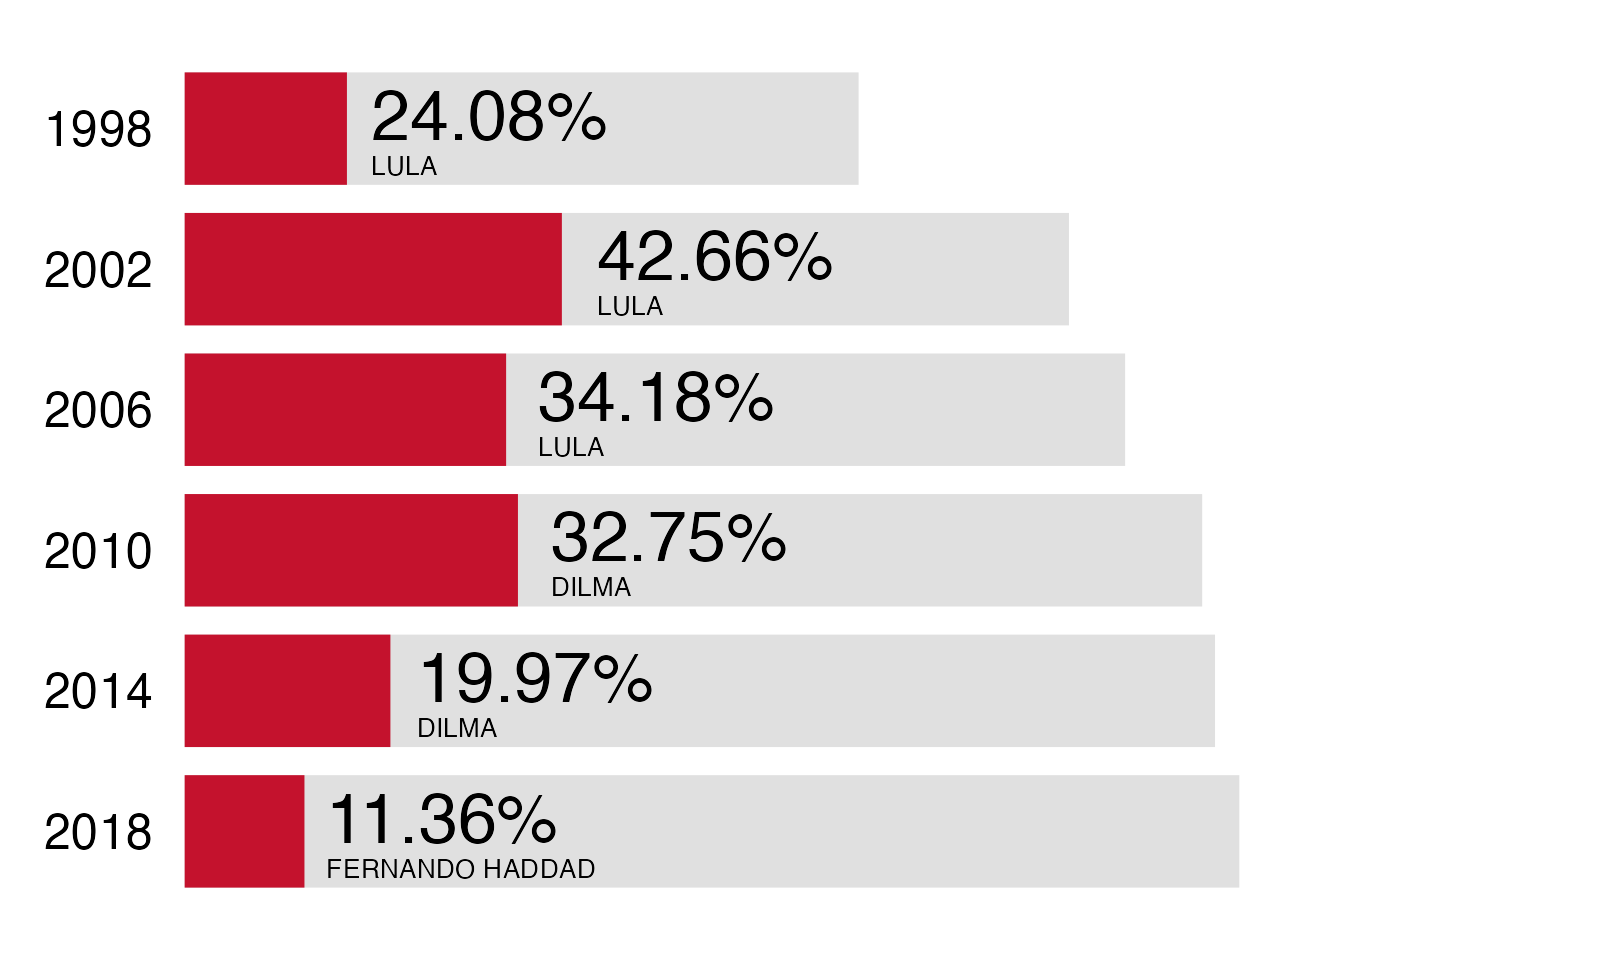 1998
24.08%
LULA
2002
42.66%
LULA
2006
34.18%
LULA
2010
32.75%
DILMA
2014
19.97%
DILMA
2018
11.36%
FERNANDO HADDAD